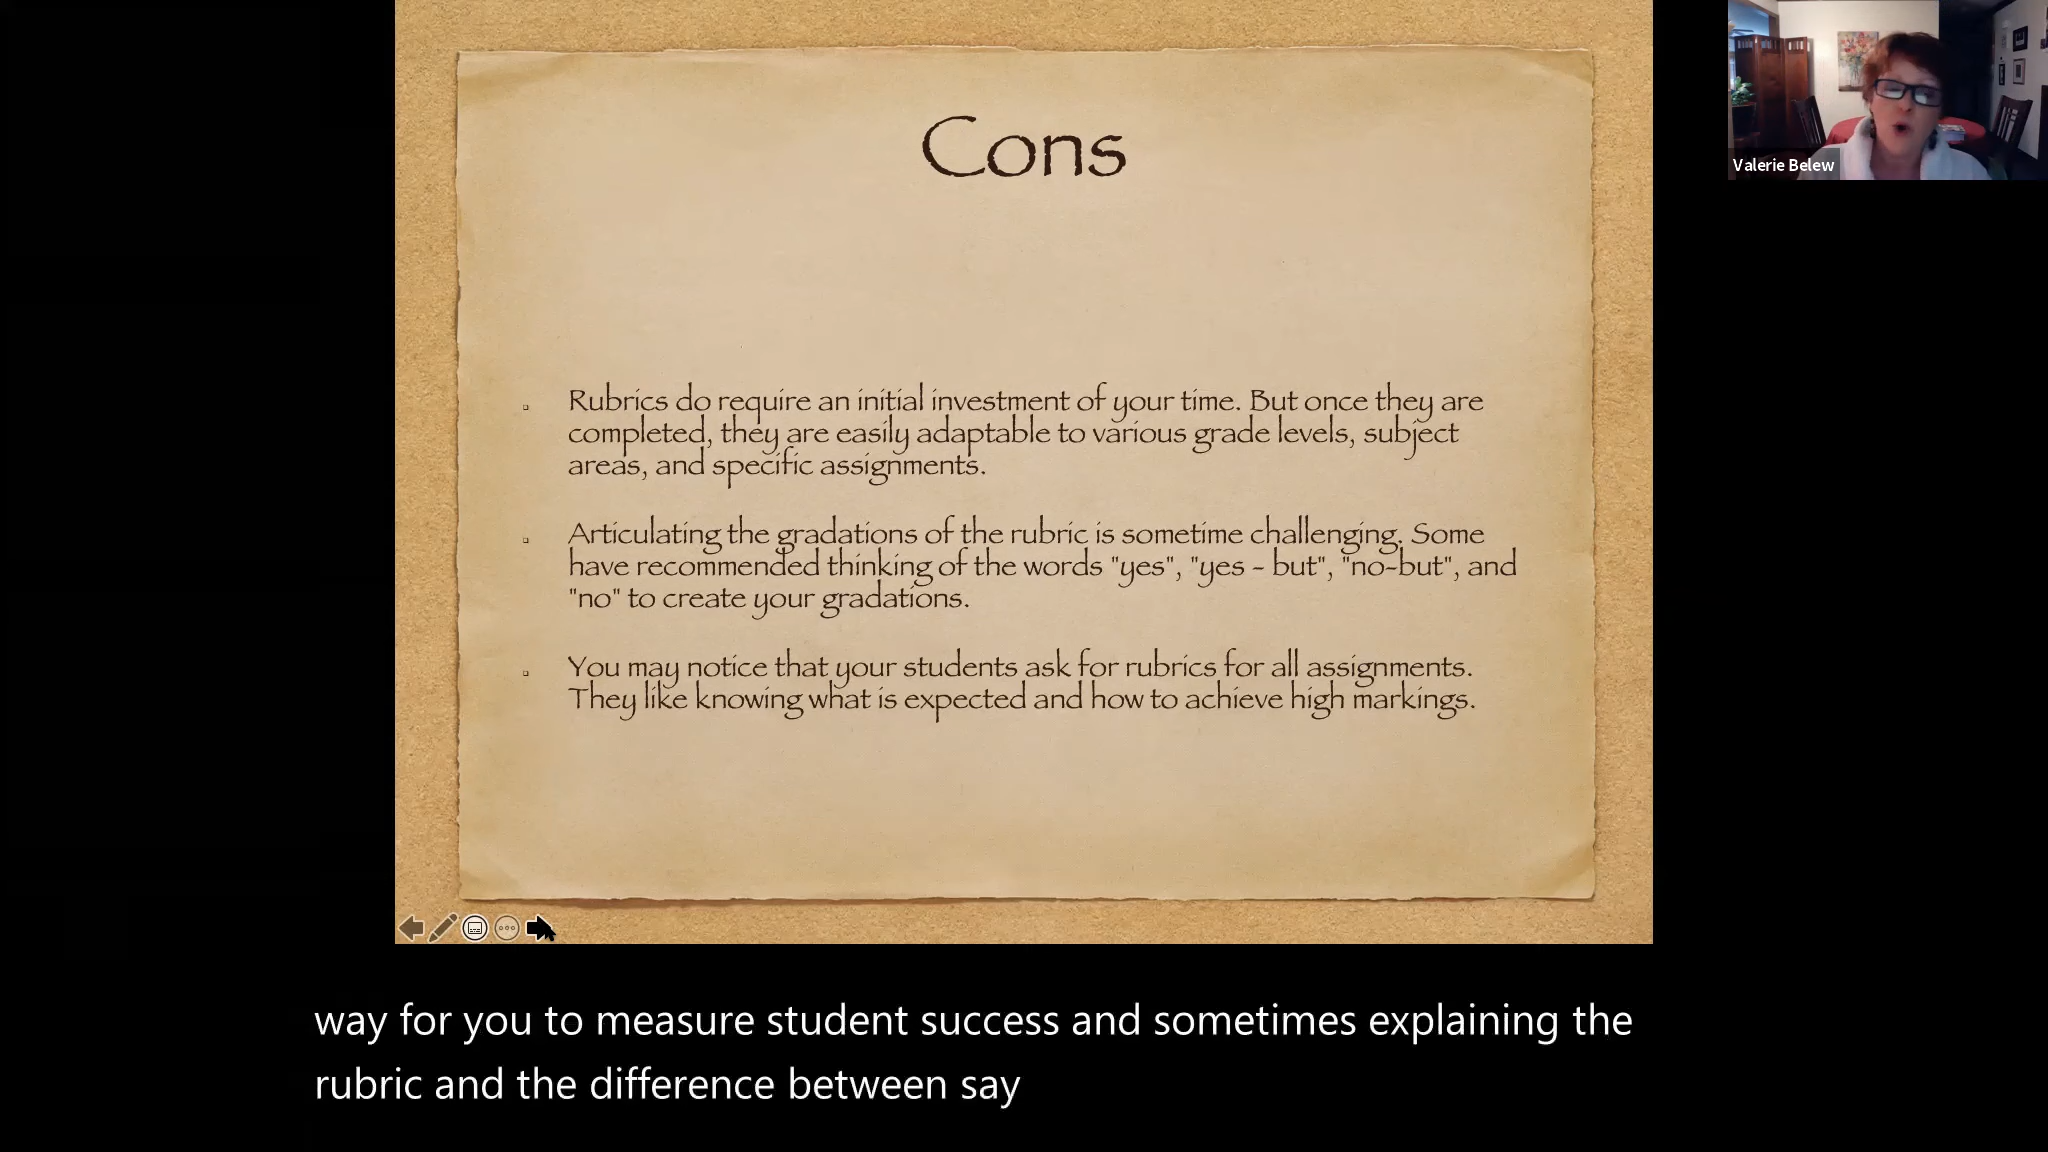 Cons
Valerie Belew
Rubrics do require an initial investment of your time. But once they are
completed, they are easily adaptable to various grade levels, subject
areas, and specific assignments.
Articulating the gradations of the rubric is sometime challenging. Some
have recommended thinking of the words "yes", "yes - but", "no-but", and
"no" to create your gradations.
You may notice that your students ask for rubrics for all assignments.
They like knowing what is expected and how to achieve high markings.
way for you to measure student success and sometimes explaining the
rubric and the difference between say